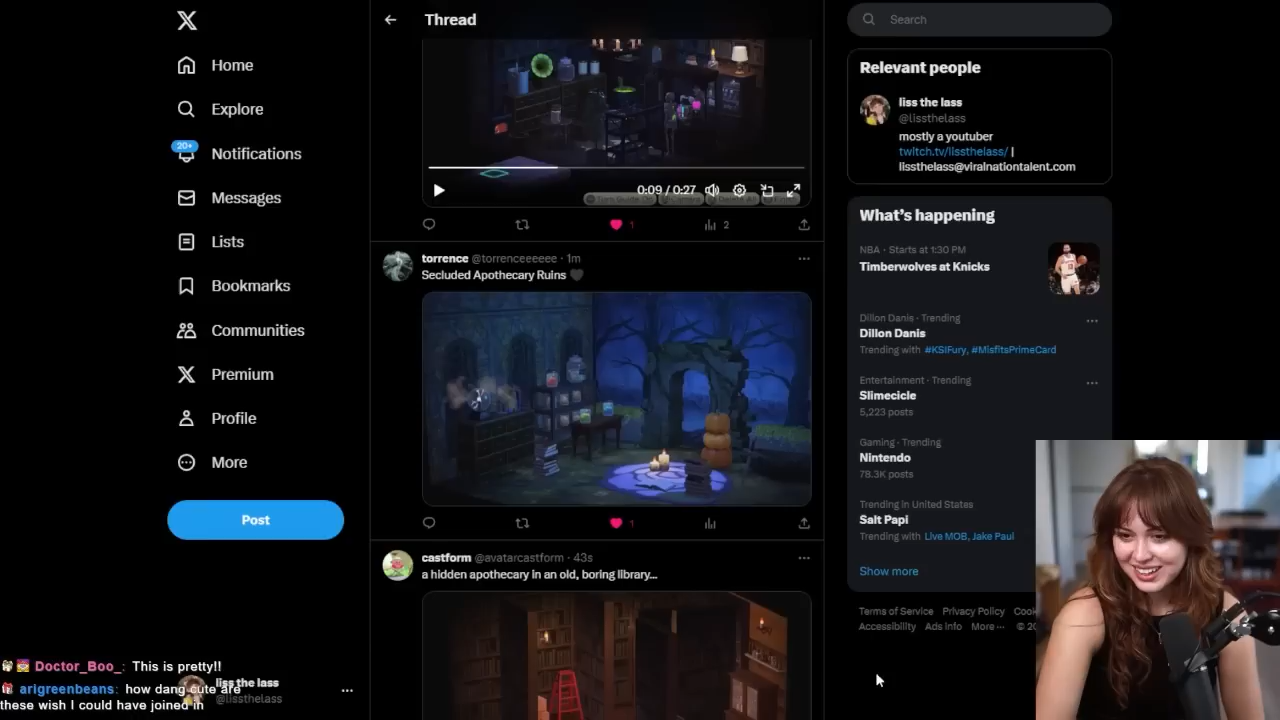 Home
Explore
20+
Notifications
Messages
Lists
Bookmarks
Communities
Premium
Profile
More
Post
Doctor_Boo_: This is pretty!!
arigreenbeans: how dang cute are
these wish I could have joined in
liss the lass
@lissthelass
Thread
0:09 / 0:27
1
2
torrence @torrenceeeeee · 1m
Secluded Apothecary Ruins
1
castform @avatarcastform · 43s
a hidden apothecary in an old, boring library...
Search
Relevant people
liss the lass
@lissthelass
mostly a youtuber
twitch.tv/lissthelass/ |
lissthelass@viralnationtalent.com
What's happening
NBA · Starts at 1:30 PM
Timberwolves at Knicks
Dillon Danis · Trending
Dillon Danis
Trending with #KSIFury, #MisfitsPrimeCard
Entertainment · Trending
Slimecicle
5,223 posts
Gaming · Trending
Nintendo
78.3K posts
Trending in United States
Salt Papi
Trending with Live MOB, Jake Paul
Show more
Terms of Service Privacy Policy Cook
Accessibility Ads info More ··· © 20